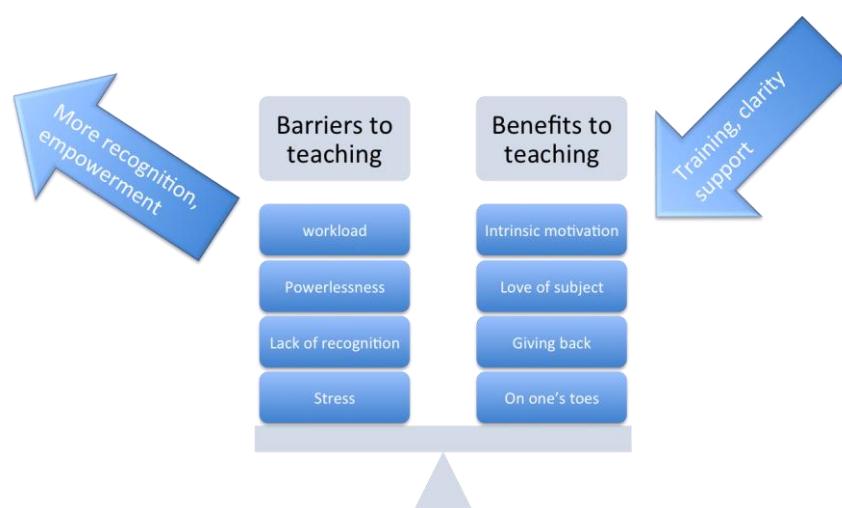 More recognition,
empowerment
Barriers to
teaching
workload
Powerlessness
Lack of recognition
Stress
Benefits to
teaching
Intrinsic motivation
Love of subject
Giving back
On one's toes
Training, clarity
support